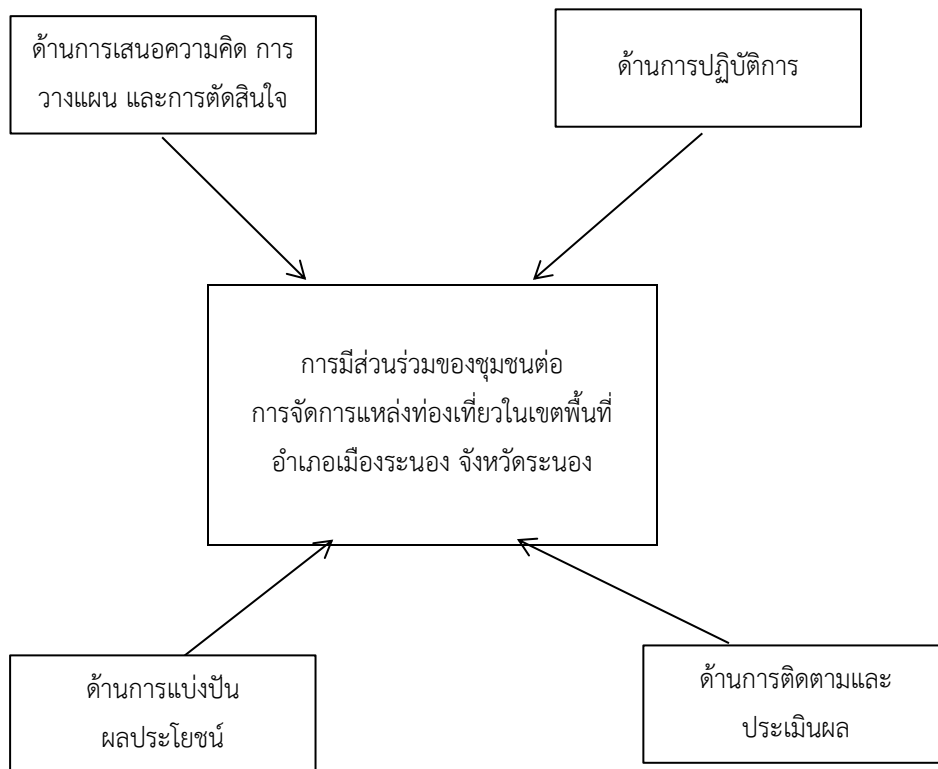 ด้านการเสนอความคิด การ
วางแผน และการตัดสินใจ
ด้านการปฏิบัติการ
การมีส่วนร่วมของชุมชนต่อ
การจัดการแหล่งท่องเที่ยวในเขตพื้นที่
อำเภอเมืองระนอง จังหวัดระนอง
ด้านการแบ่งปัน
ผลประโยชน์
ด้านการติดตามและ
ประเมินผล